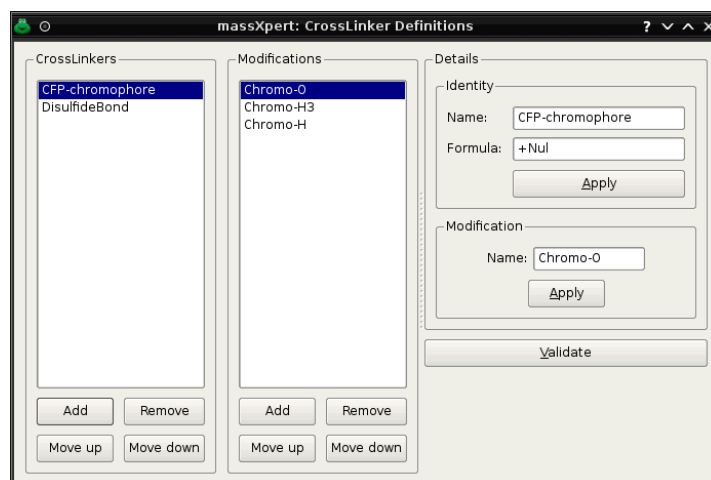 massXpert: CrossLinker Definitions
CrossLinkers
CFP-chromophore
DisulfideBond
Add
Remove
Move up
Move down
Modifications
Chromo-O
Chromo-H3
Chromo-H
Add
Remove
Move up
Move down
Details
Identity
Name: CFP-chromophore
Formula: +Nul
Apply
Modification
Name: Chromo-O
Apply
Validate